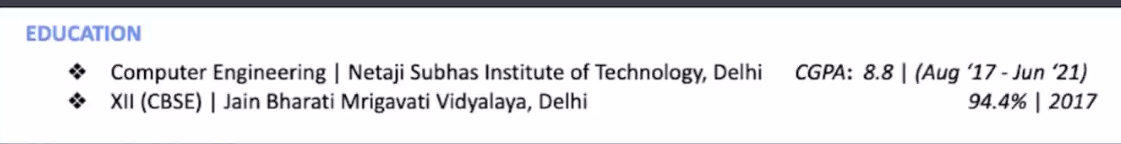 EDUCATION
❖ Computer Engineering | Netaji Subhas Institute of Technology, Delhi CGPA: 8.8 | (Aug ‘17 - Jun ‘21)
❖ XII (CBSE) | Jain Bharati Mrigavati Vidyalaya, Delhi 94.4% | 2017